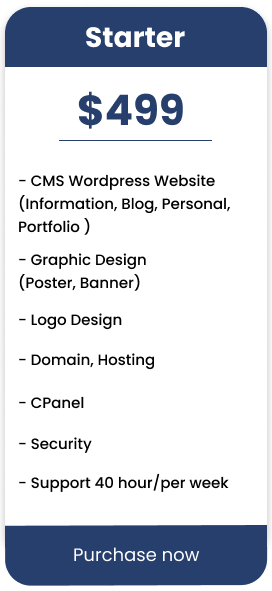 Starter
$499
- CMS Wordpress Website
(Information, Blog, Personal,
Portfolio )
- Graphic Design
(Poster, Banner)
- Logo Design
- Domain, Hosting
- CPanel
- Security
- Support 40 hour/per week
Purchase now